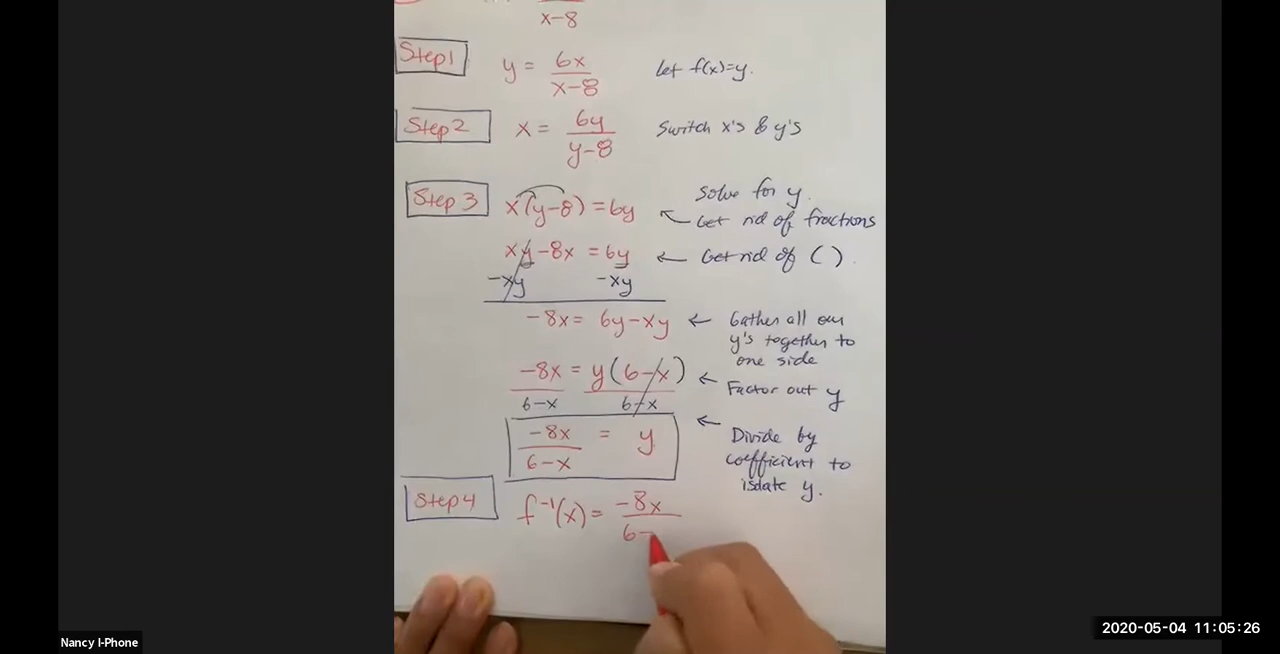 x-8
Step1 y = 6x / x-8 let f(x)=y.
Step2 x = 6y / y-8 Switch x's & y's
Step 3 x(y-8) = 6y Solve for y.
← Get rid of fractions
xy - 8x = 6y ← Get rid of ( ).
-xy -xy
-8x = 6y - xy ← Gather all our
y's together to
one side
-8x = y(6-x) ← Factor out y
6-x 6-x
-8x / 6-x = y ← Divide by
coefficient to
isolate y.
Step4 f⁻¹(x) = -8x
6-
Nancy I-Phone
2020-05-04 11:05:26